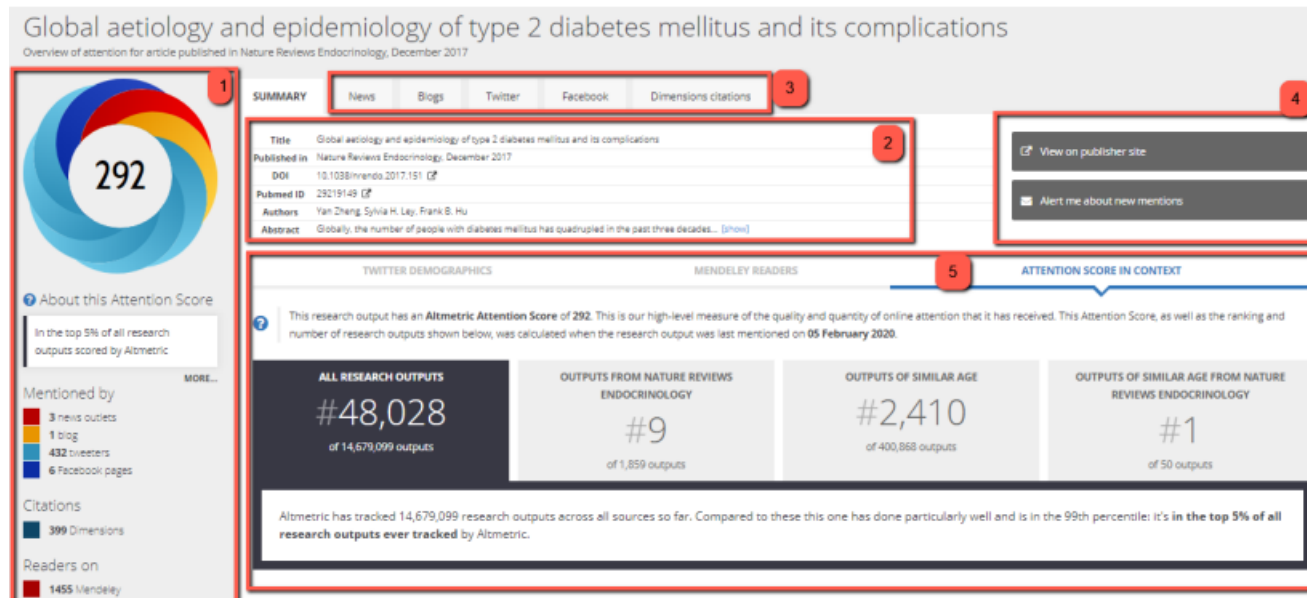 Global aetiology and epidemiology of type 2 diabetes mellitus and its complications
Overview of attention for article published in Nature Reviews Endocrinology, December 2017
1
292
About this Attention Score
In the top 5% of all research
outputs scored by Altmetric
MORE...
Mentioned by
3 news outlets
1 blog
432 tweeters
6 Facebook pages
Citations
399 Dimensions
Readers on
1455 Mendeley
SUMMARY News Blogs Twitter Facebook Dimensions citations
3
2
Title Global aetiology and epidemiology of type 2 diabetes mellitus and its complications
Published in Nature Reviews Endocrinology, December 2017
DOI 10.1038/nrendo.2017.151
Pubmed ID 29219149
Authors Yan Zheng, Sylvia H. Ley, Frank B. Hu
Abstract Globally, the number of people with diabetes mellitus has quadrupled in the past three decades... [show]
4
View on publisher site
Alert me about new mentions
TWITTER DEMOGRAPHICS MENDELEY READERS 5 ATTENTION SCORE IN CONTEXT
This research output has an Altmetric Attention Score of 292. This is our high-level measure of the quality and quantity of online attention that it has received. This Attention Score, as well as the ranking and
number of research outputs shown below, was calculated when the research output was last mentioned on 05 February 2020.
ALL RESEARCH OUTPUTS
#48,028
of 14,679,099 outputs
OUTPUTS FROM NATURE REVIEWS
ENDOCRINOLOGY
#9
of 1,859 outputs
OUTPUTS OF SIMILAR AGE
#2,410
of 400,868 outputs
OUTPUTS OF SIMILAR AGE FROM NATURE
REVIEWS ENDOCRINOLOGY
#1
of 50 outputs
Altmetric has tracked 14,679,099 research outputs across all sources so far. Compared to these this one has done particularly well and is in the 99th percentile: it's in the top 5% of all
research outputs ever tracked by Altmetric.